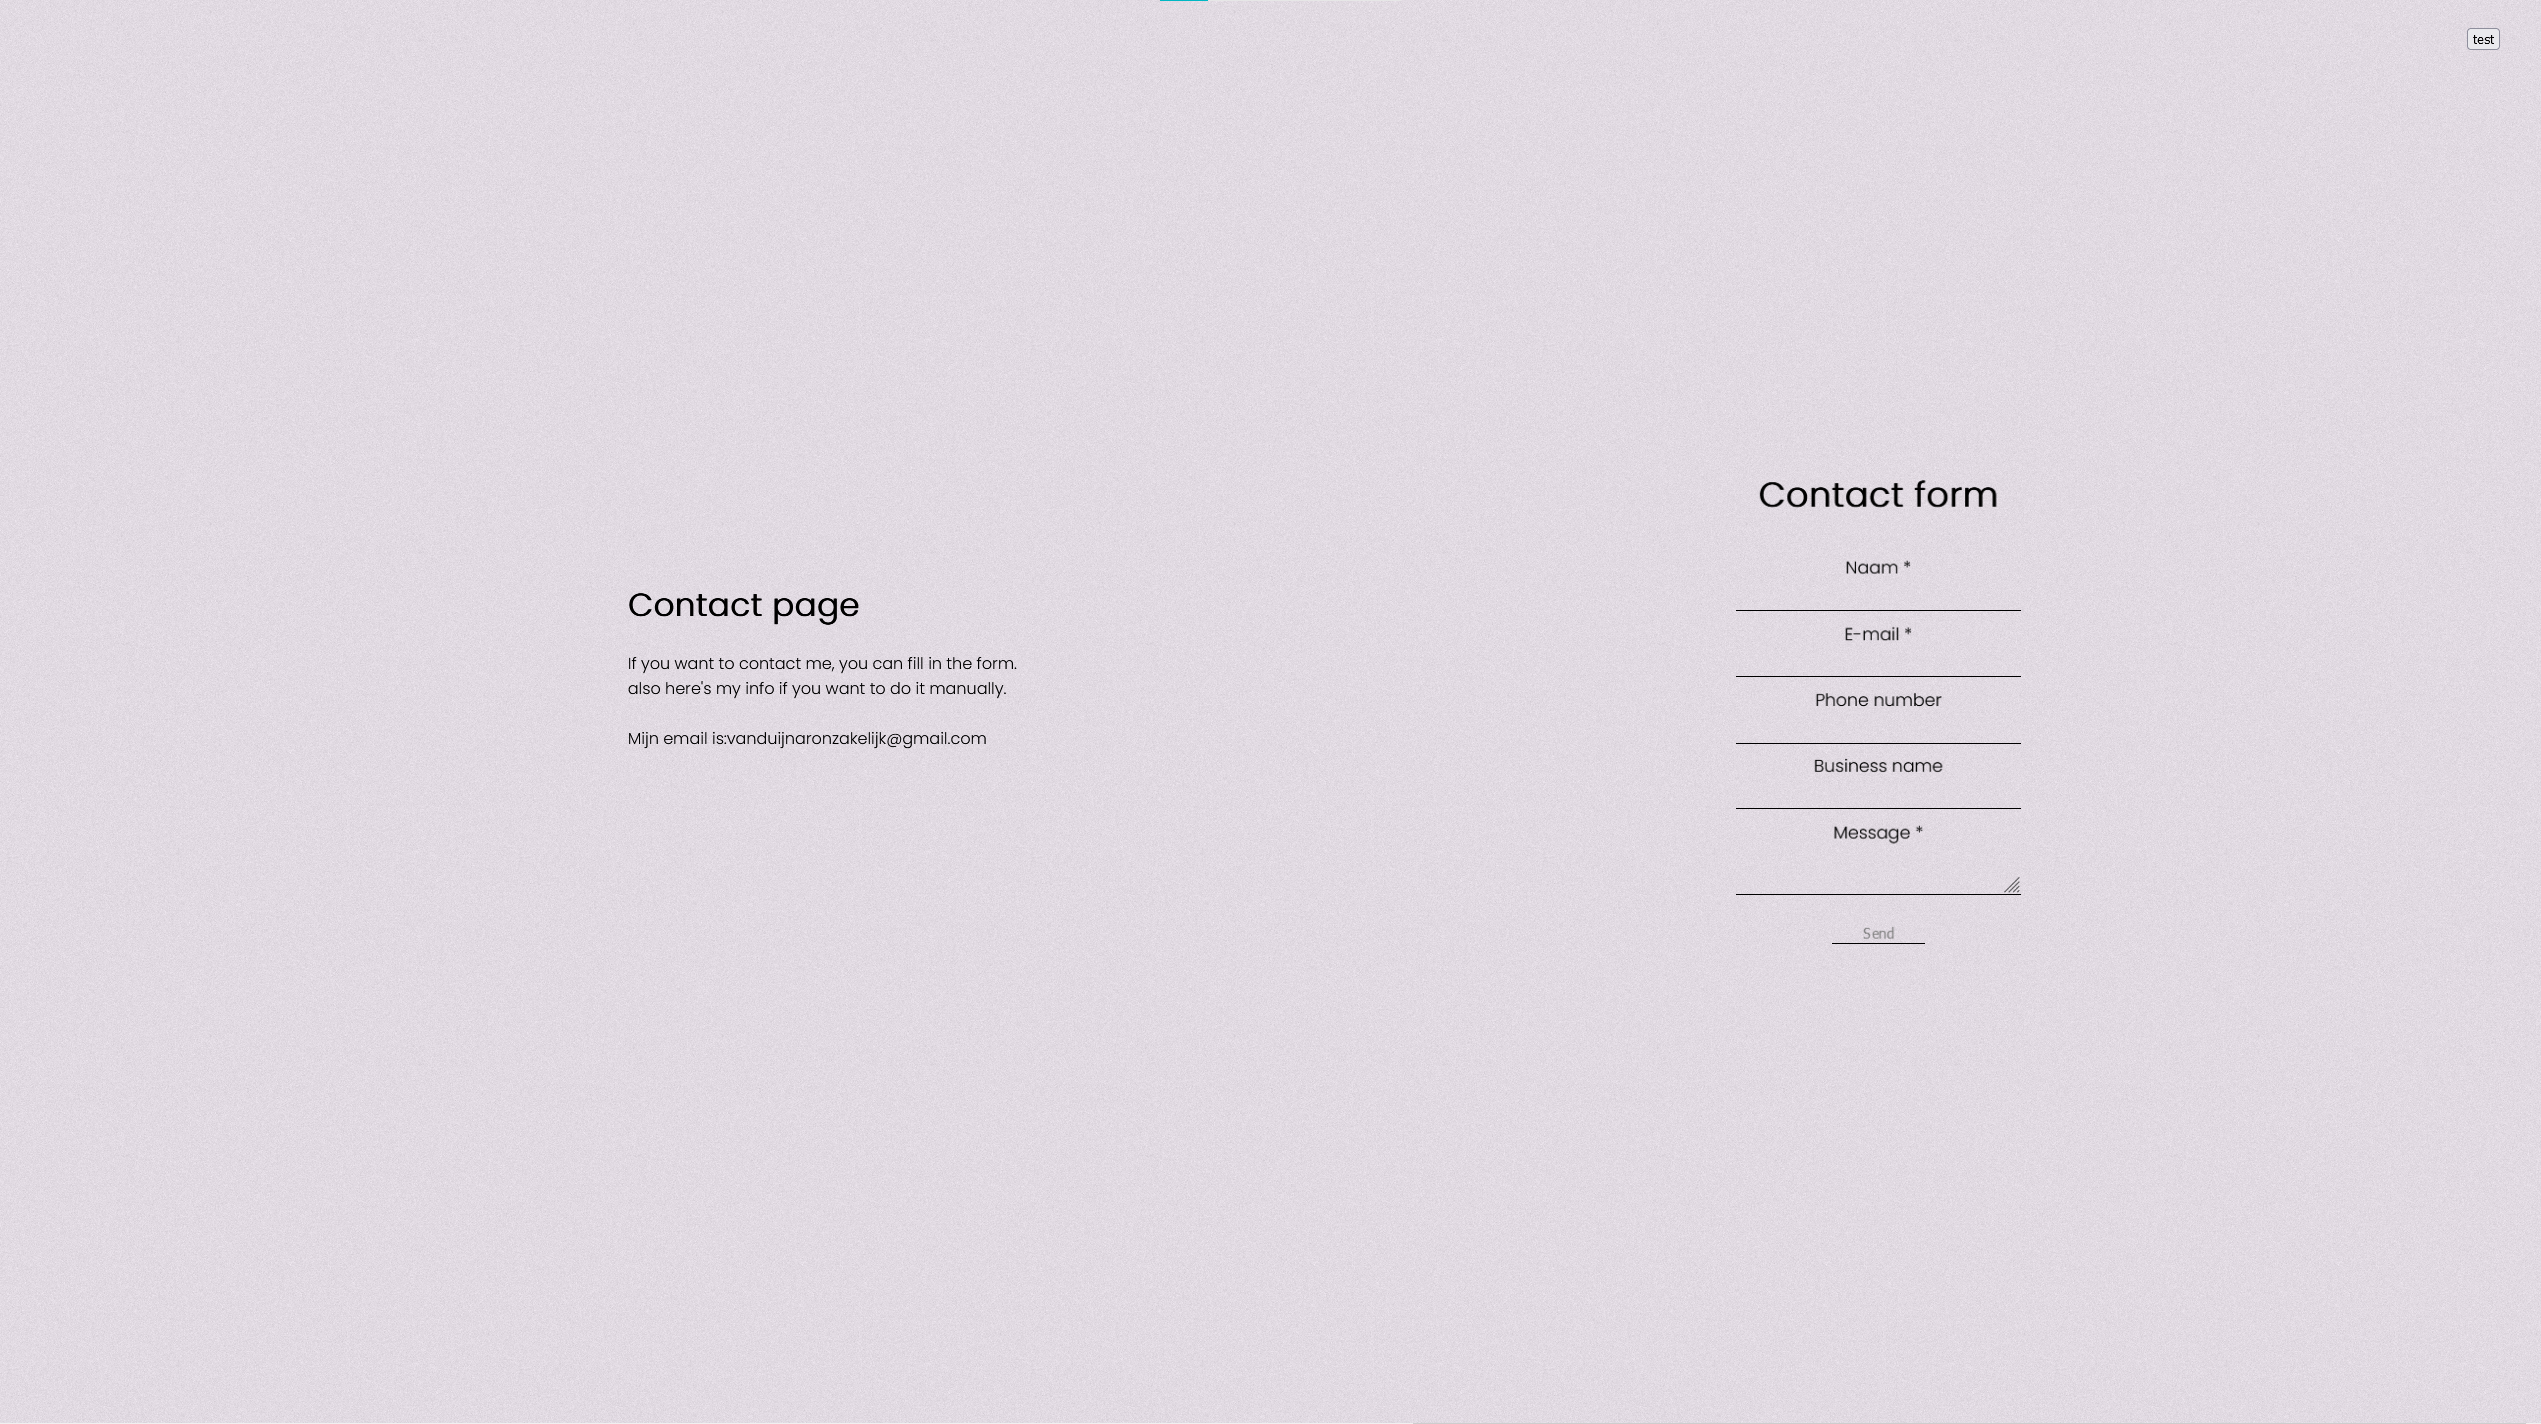 test
Contact page
If you want to contact me, you can fill in the form.
also here's my info if you want to do it manually.
Mijn email is:vanduijnaronzakelijk@gmail.com
Contact form
Naam *
E-mail *
Phone number
Business name
Message *
Send